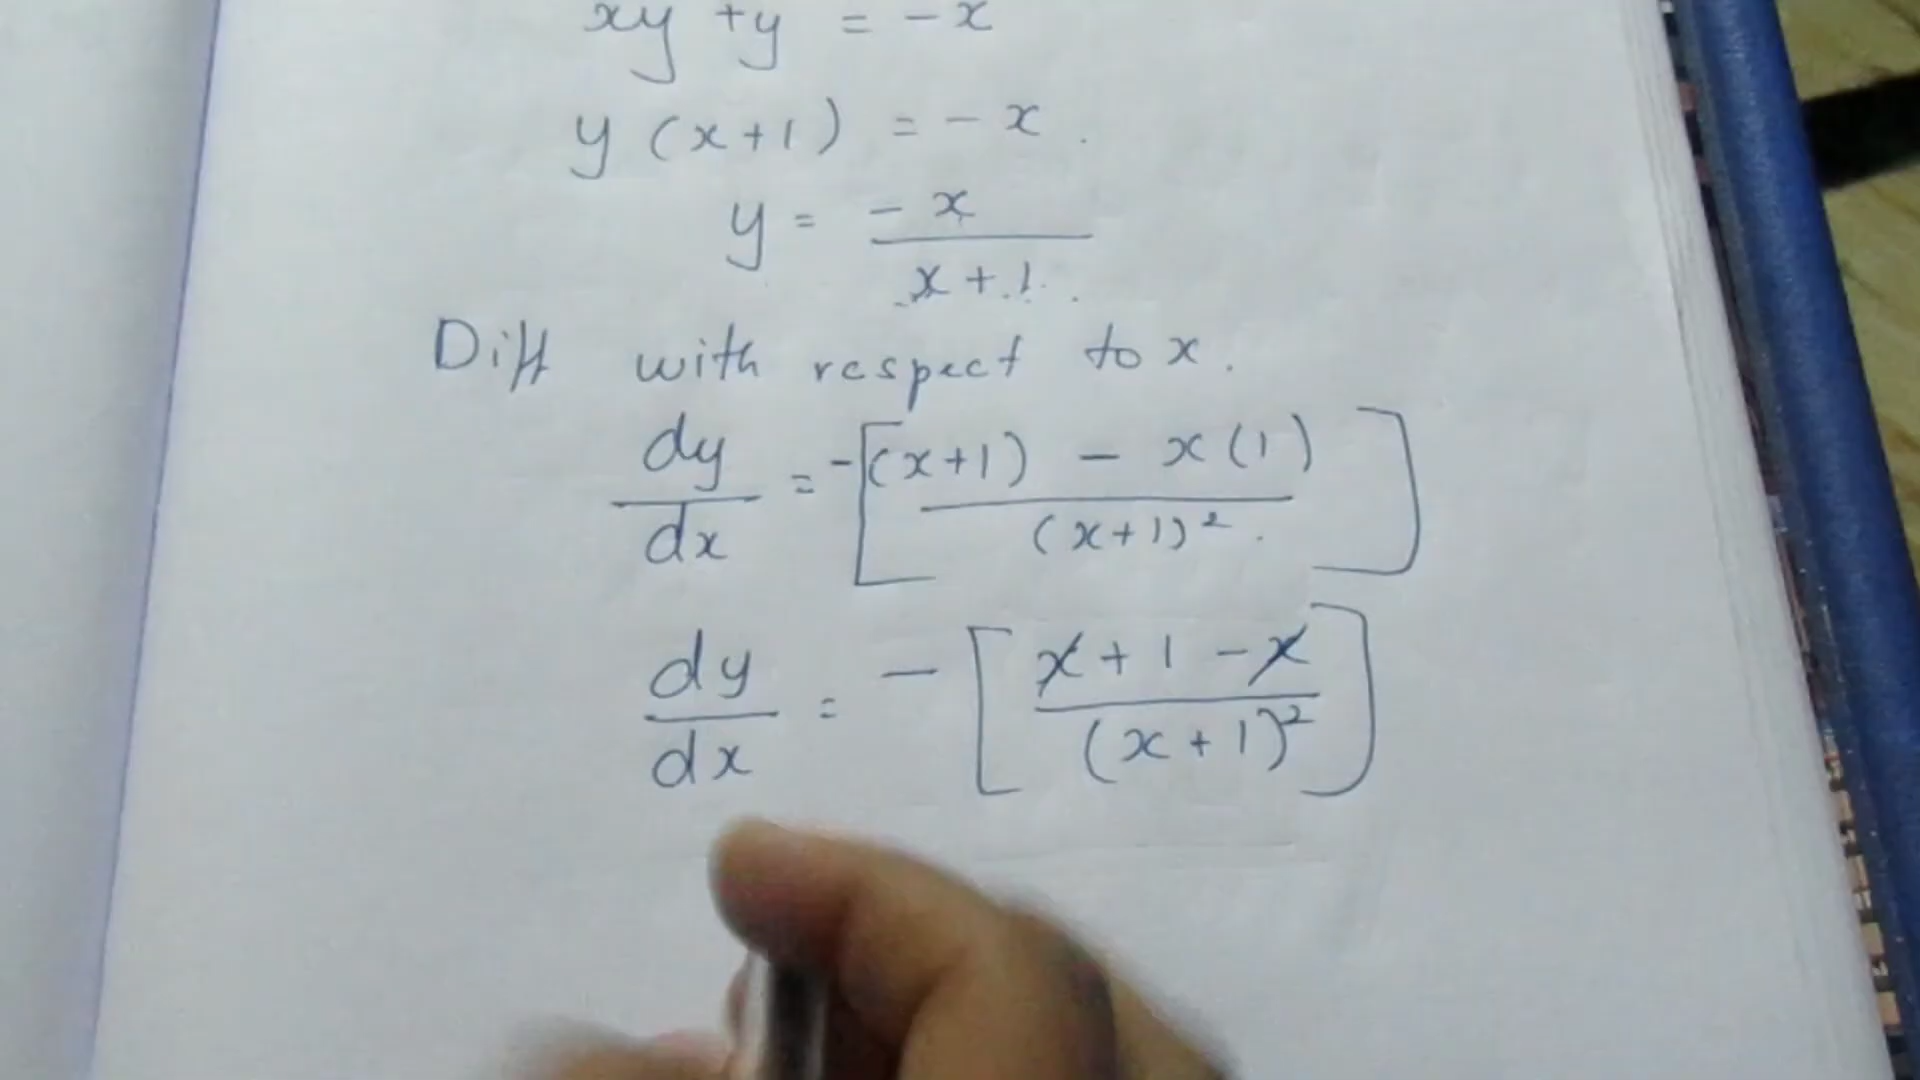 xy + y = - x
y (x+1) = - x .
y = - x / x + 1 .
Diff with respect to x .
dy/dx = -[(x+1) - x(1) / (x+1)² .]
dy/dx = - [x + 1 - x / (x+1)²]